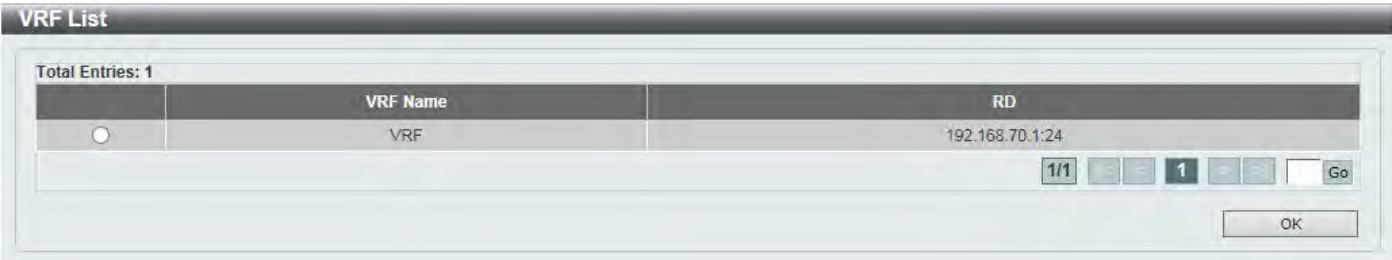 VRF List
Total Entries: 1
VRF Name RD
VRF 192.168.70.1:24
1/1 1 Go
OK